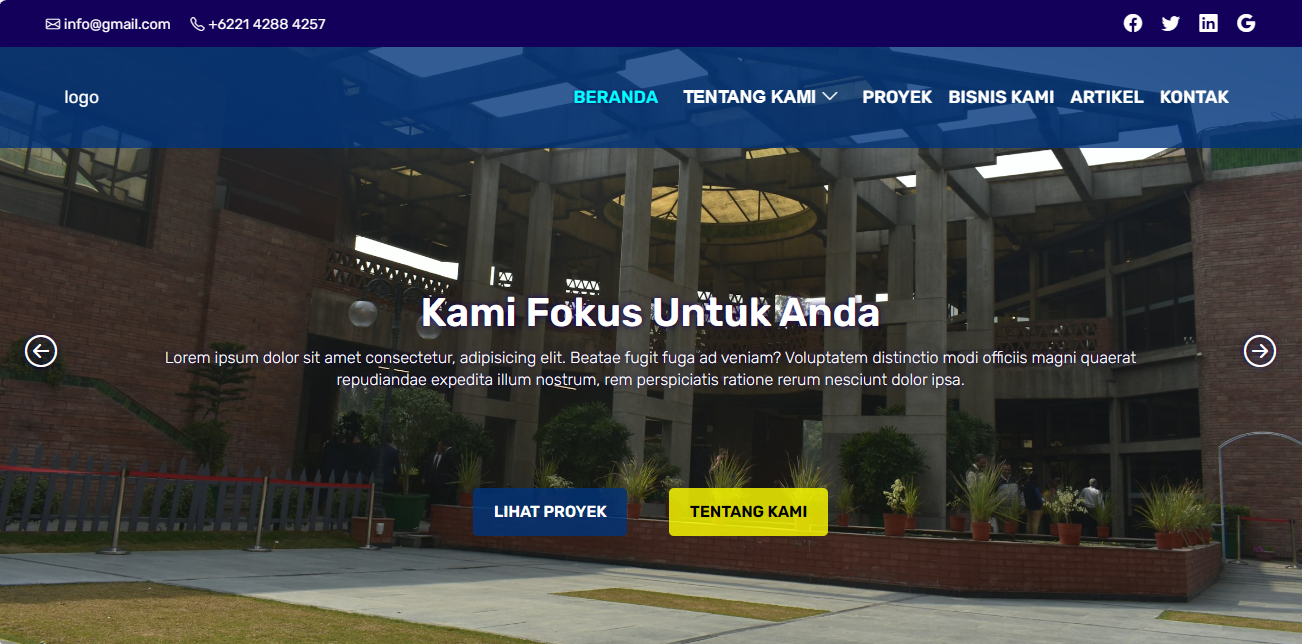 info@gmail.com +6221 4288 4257
logo BERANDA TENTANG KAMI PROYEK BISNIS KAMI ARTIKEL KONTAK
Kami Fokus Untuk Anda
Lorem ipsum dolor sit amet consectetur, adipisicing elit. Beatae fugit fuga ad veniam? Voluptatem distinctio modi officiis magni quaerat
repudiandae expedita illum nostrum, rem perspiciatis ratione rerum nesciunt dolor ipsa.
LIHAT PROYEK TENTANG KAMI